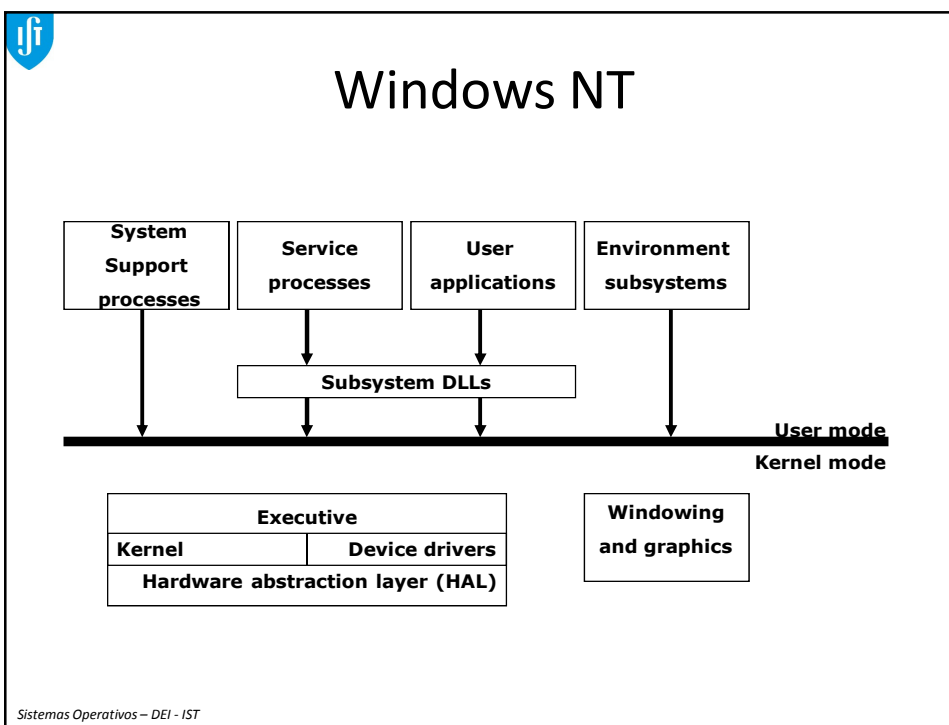 IST
Windows NT
System
Support
processes
Service
processes
User
applications
Environment
subsystems
Subsystem DLLs
User mode
Kernel mode
Executive
Kernel
Device drivers
Hardware abstraction layer (HAL)
Windowing
and graphics
Sistemas Operativos – DEI - IST